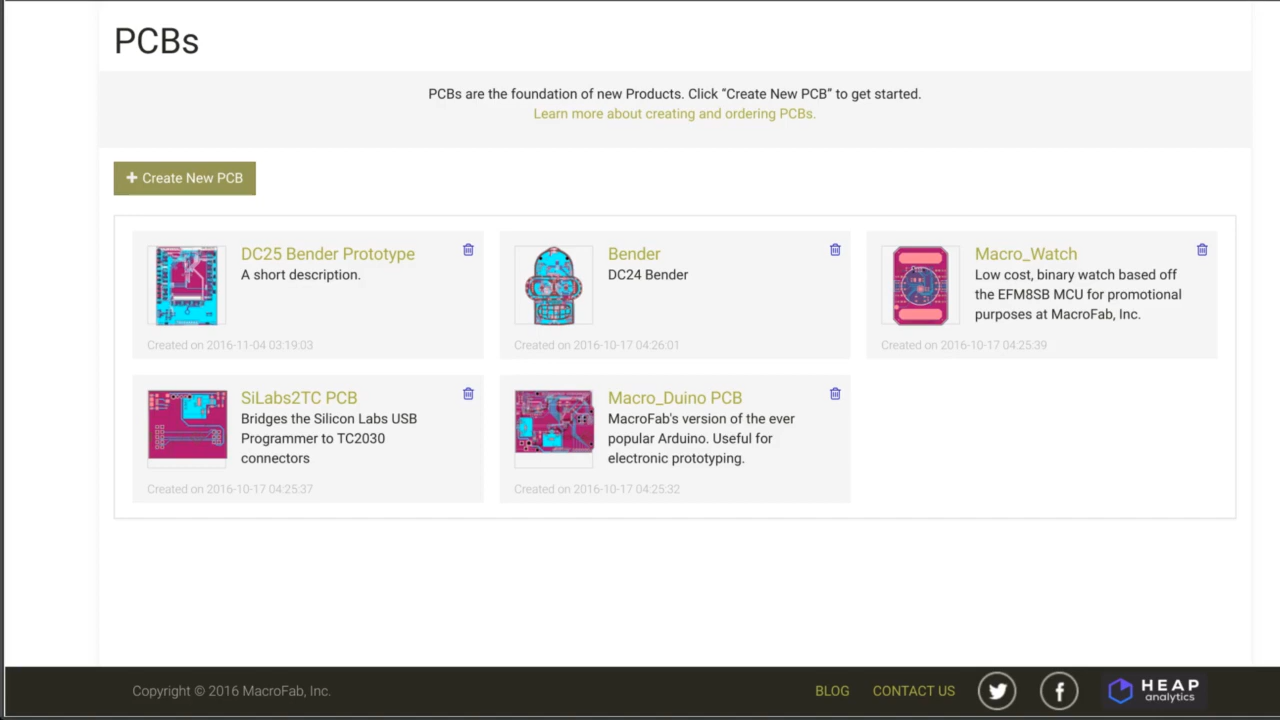 PCBs
PCBs are the foundation of new Products. Click “Create New PCB” to get started.
Learn more about creating and ordering PCBs.
+ Create New PCB
DC25 Bender Prototype
A short description.
Created on 2016-11-04 03:19:03
Bender
DC24 Bender
Created on 2016-10-17 04:26:01
Macro_Watch
Low cost, binary watch based off
the EFM8SB MCU for promotional
purposes at MacroFab, Inc.
Created on 2016-10-17 04:25:39
SiLabs2TC PCB
Bridges the Silicon Labs USB
Programmer to TC2030
connectors
Created on 2016-10-17 04:25:37
Macro_Duino PCB
MacroFab's version of the ever
popular Arduino. Useful for
electronic prototyping.
Created on 2016-10-17 04:25:32
Copyright © 2016 MacroFab, Inc.
BLOG
CONTACT US
HEAP
analytics